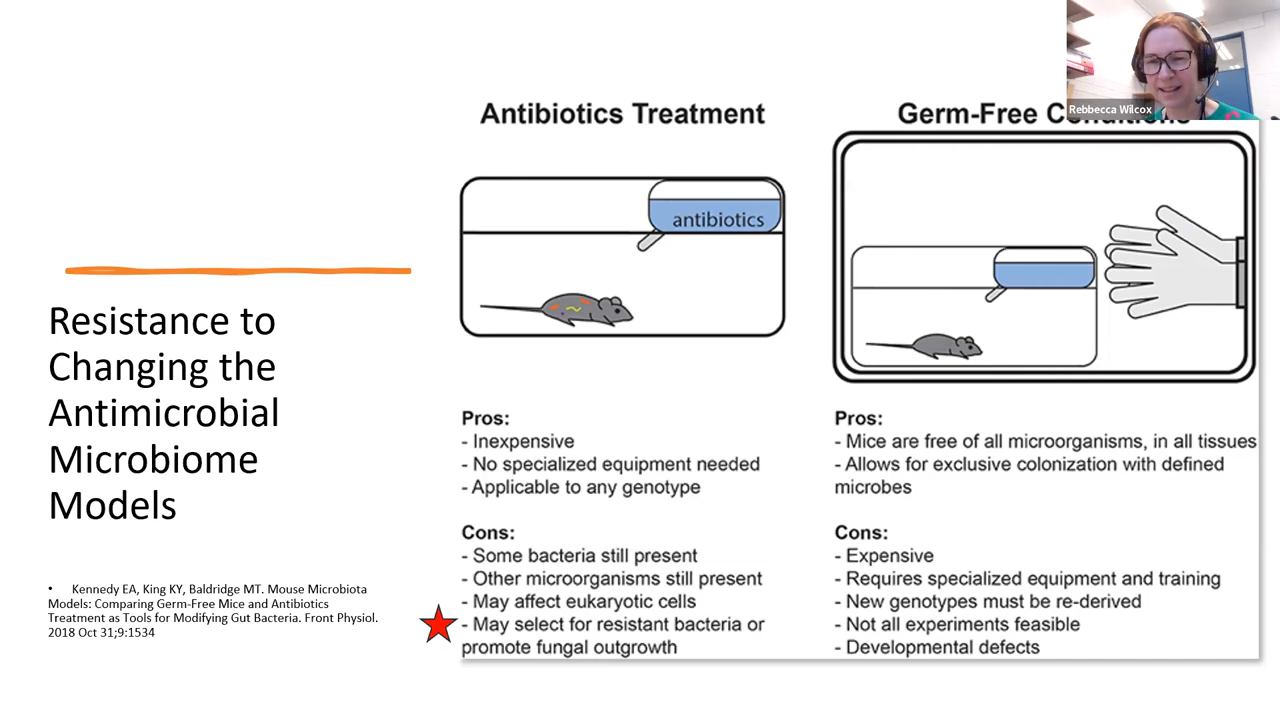 Rebbecca Wilcox
Resistance to
Changing the
Antimicrobial
Microbiome
Models
• Kennedy EA, King KY, Baldridge MT. Mouse Microbiota
Models: Comparing Germ-Free Mice and Antibiotics
Treatment as Tools for Modifying Gut Bacteria. Front Physiol.
2018 Oct 31;9:1534
Antibiotics Treatment
antibiotics
Pros:
- Inexpensive
- No specialized equipment needed
- Applicable to any genotype
Cons:
- Some bacteria still present
- Other microorganisms still present
- May affect eukaryotic cells
- May select for resistant bacteria or
promote fungal outgrowth
Germ-Free Conditions
Pros:
- Mice are free of all microorganisms, in all tissues
- Allows for exclusive colonization with defined
microbes
Cons:
- Expensive
- Requires specialized equipment and training
- New genotypes must be re-derived
- Not all experiments feasible
- Developmental defects